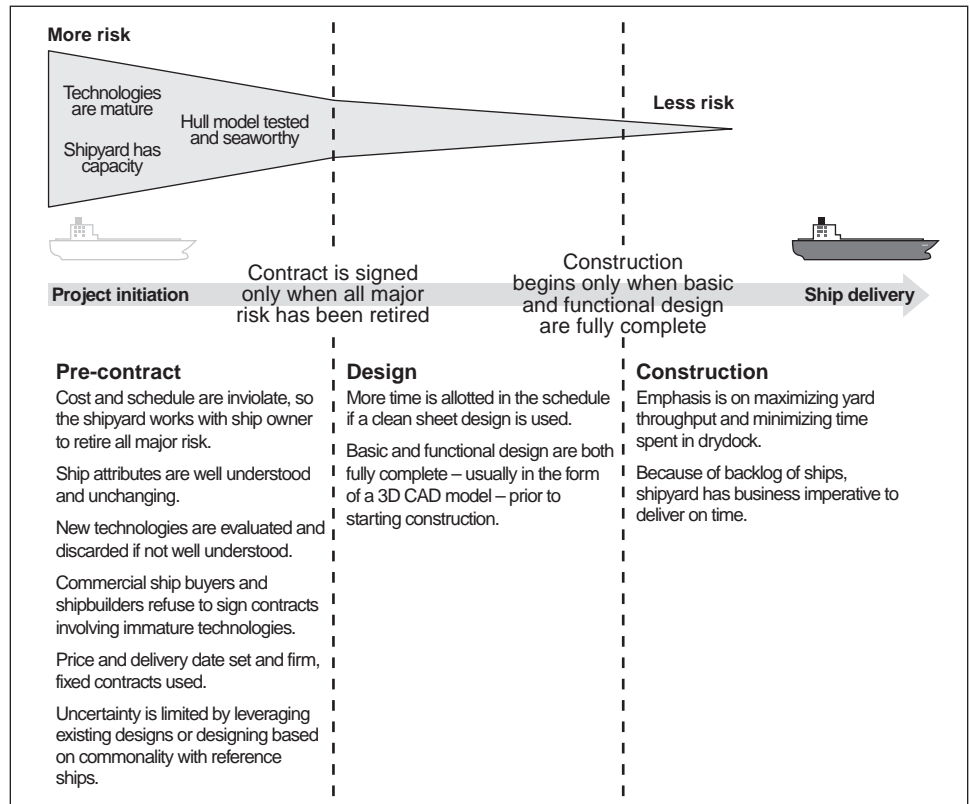 More risk
Technologies
are mature
Shipyard has
capacity
Hull model tested
and seaworthy
Less risk
Project initiation
Contract is signed
only when all major
risk has been retired
Construction
begins only when basic
and functional design
are fully complete
Ship delivery
Pre-contract
Cost and schedule are inviolate, so
the shipyard works with ship owner
to retire all major risk.
Ship attributes are well understood
and unchanging.
New technologies are evaluated and
discarded if not well understood.
Commercial ship buyers and
shipbuilders refuse to sign contracts
involving immature technologies.
Price and delivery date set and firm,
fixed contracts used.
Uncertainty is limited by leveraging
existing designs or designing based
on commonality with reference
ships.
Design
More time is allotted in the schedule
if a clean sheet design is used.
Basic and functional design are both
fully complete – usually in the form
of a 3D CAD model – prior to
starting construction.
Construction
Emphasis is on maximizing yard
throughput and minimizing time
spent in drydock.
Because of backlog of ships,
shipyard has business imperative to
deliver on time.